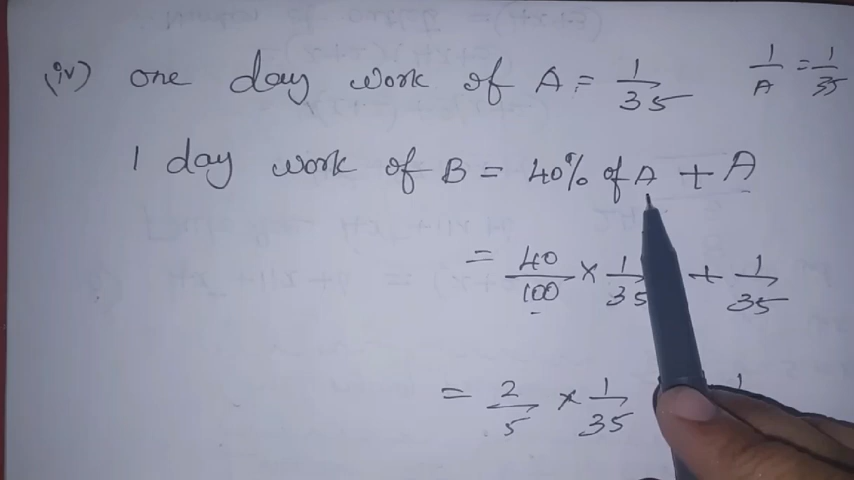 (iv) one day work of A = 1/35 1/A = 1/35
1 day work of B = 40% of A + A
= 40/100 × 1/35 + 1/35
= 2/5 × 1/35 1